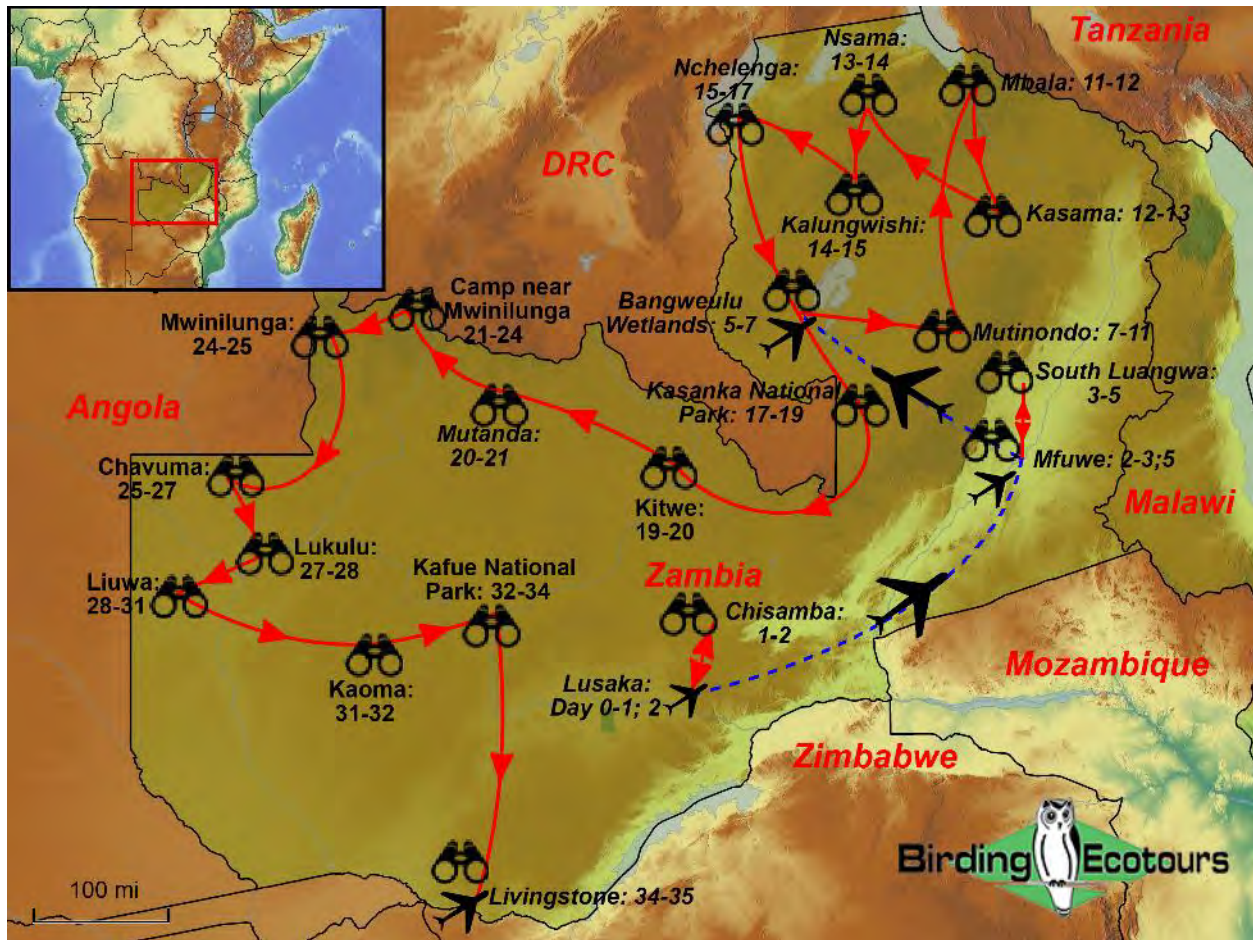 Tanzania
Nsama:
13-14
Nchelenga:
15-17
Mbala: 11-12
DRC
Kalungwishi:
14-15
Kasama: 12-13
Camp near
Mwinilunga
21-24
Mwinilunga:
24-25
Bangweulu
Wetlands: 5-7
Mutinondo: 7-11
South Luangwa:
3-5
Angola
Kasanka National
Park: 17-19
Mutanda:
20-21
Mfuwe: 2-3;5
Chavuma:
25-27
Malawi
Kitwe:
19-20
Lukulu:
27-28
Liuwa:
28-31
Kafue National
Park: 32-34
Zambia
Chisamba:
1-2
Kaoma:
31-32
Lusaka:
Day 0-1; 2
Mozambique
Zimbabwe
Birding Ecotours
100 mi
Livingstone: 34-35